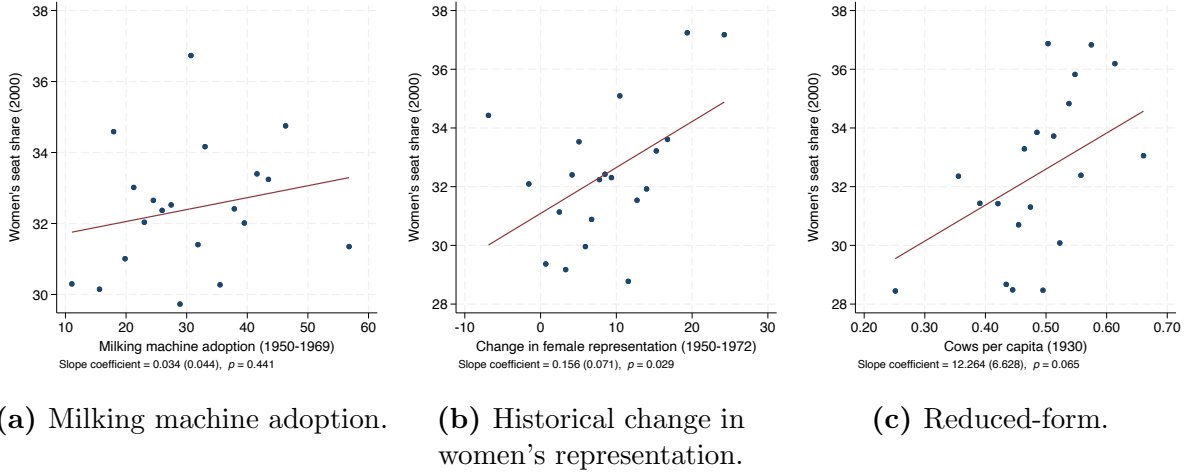 38
36
34
32
30
10 20 30 40 50 60
Women's seat share (2000)
Milking machine adoption (1950-1969)
Slope coefficient = 0.034 (0.044), p = 0.441
38
36
34
32
30
28
-10 0 10 20 30
Women's seat share (2000)
Change in female representation (1950-1972)
Slope coefficient = 0.156 (0.071), p = 0.029
38
36
34
32
30
28
0.20 0.30 0.40 0.50 0.60 0.70
Women's seat share (2000)
Cows per capita (1930)
Slope coefficient = 12.264 (6.628), p = 0.065
(a) Milking machine adoption.
(b) Historical change in
women's representation.
(c) Reduced-form.